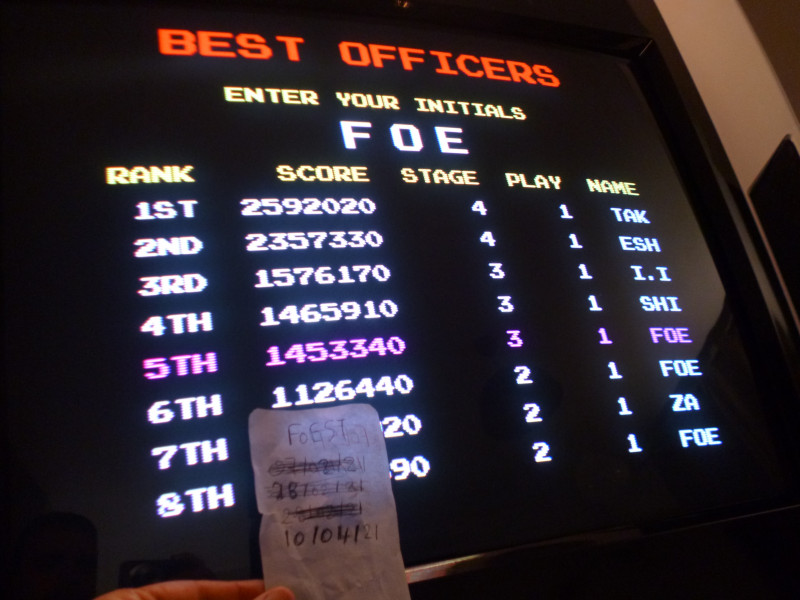 BEST OFFICERS
ENTER YOUR INITIALS
FOE
RANK SCORE STAGE PLAY NAME
1ST 2592020 4 1 TAK
2ND 2357330 4 1 ESH
3RD 1576170 3 1 I.I
4TH 1465910 3 1 SHI
5TH 1453340 3 1 FOE
6TH 1126440 2 1 FOE
7TH 20 2 1 ZA
8TH 90 2 1 FOE
10/04/21